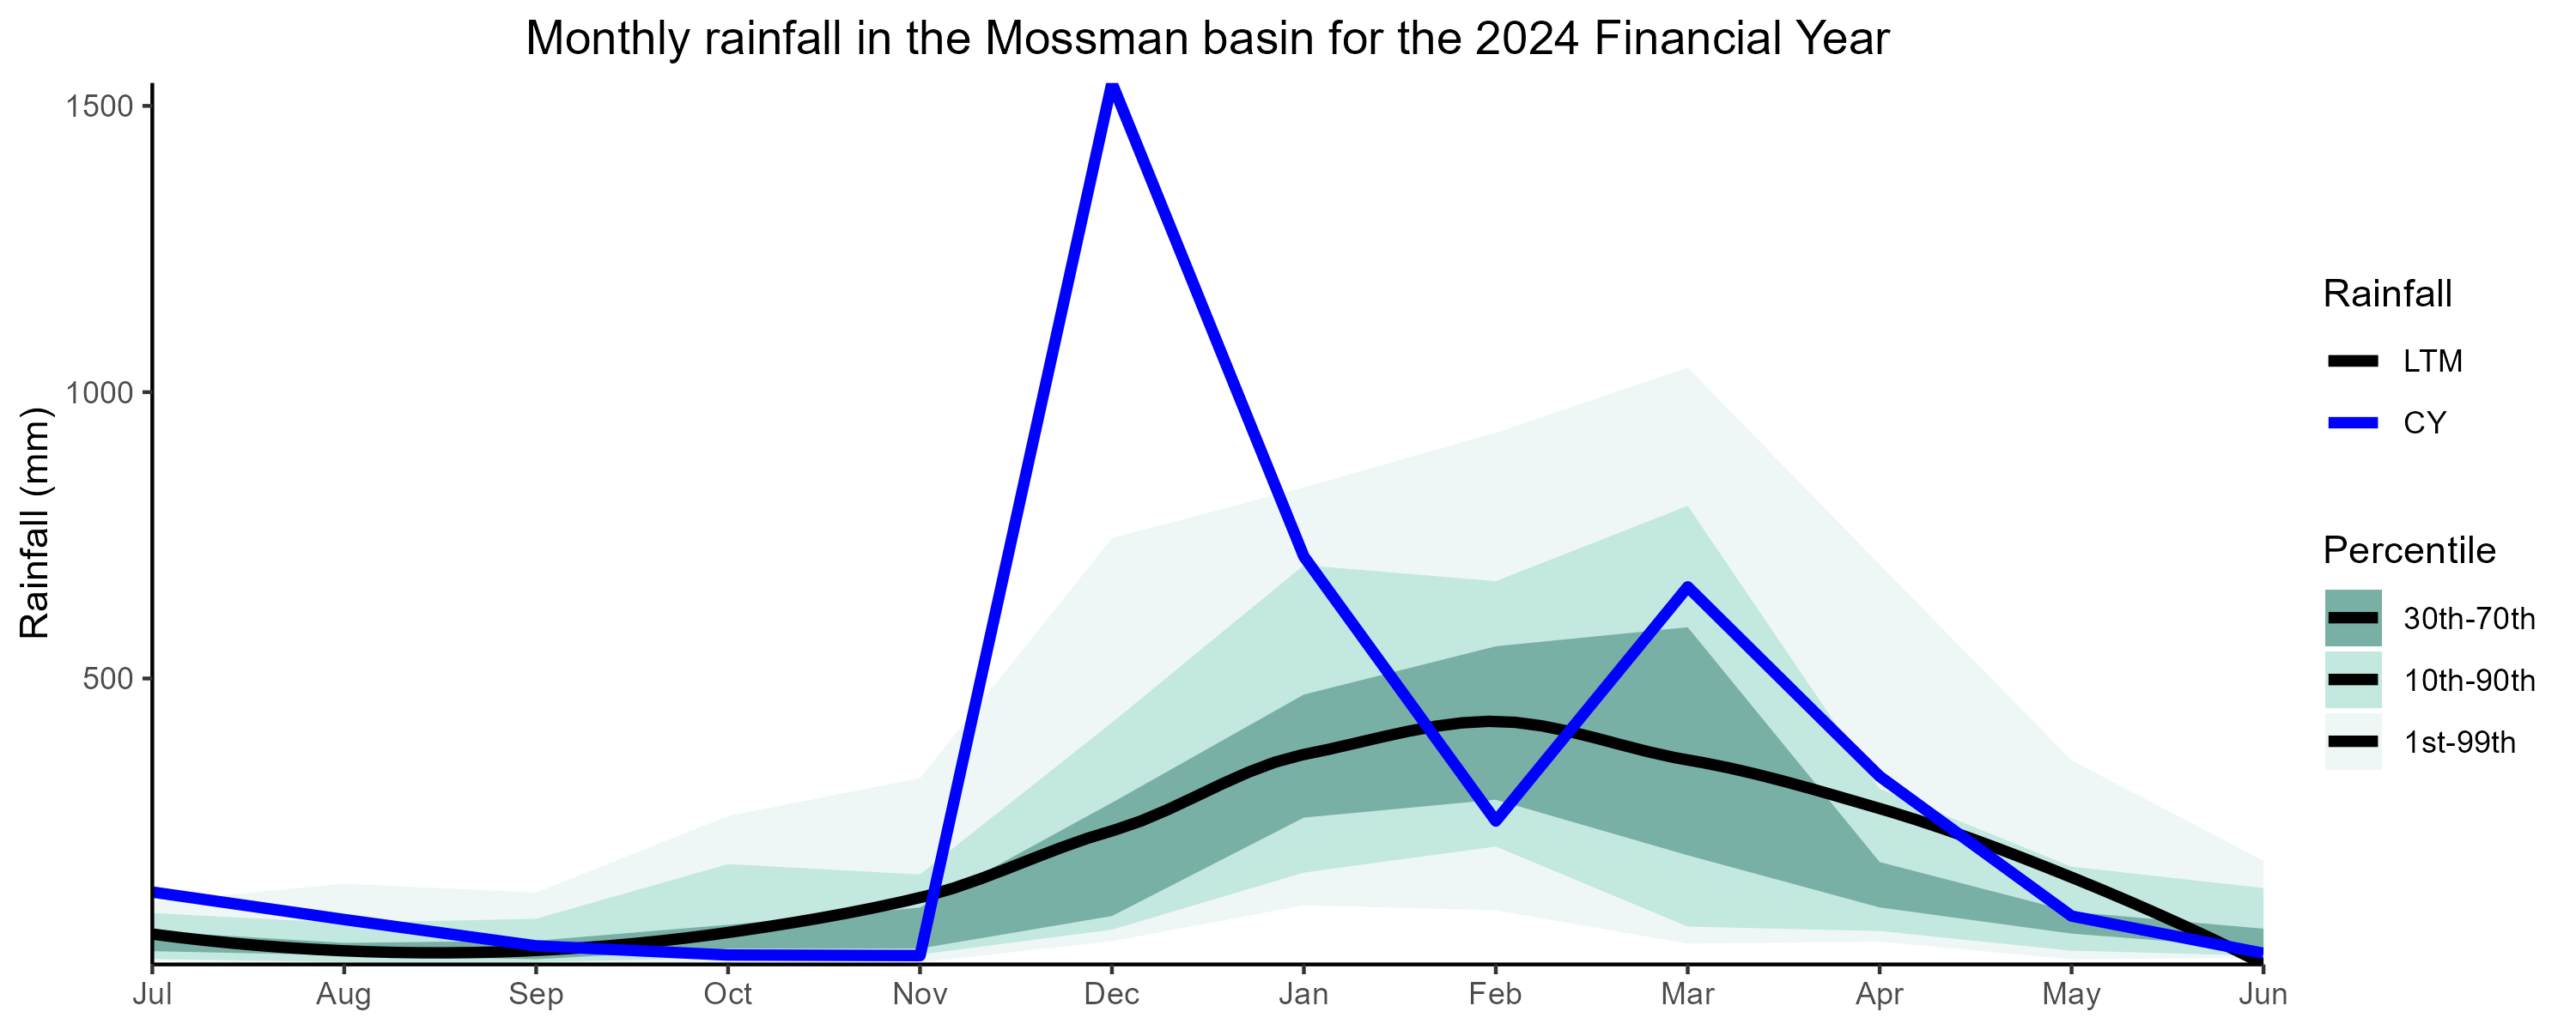 Monthly rainfall in the Mossman basin for the 2024 Financial Year
Rainfall (mm)
1500
1000
500
Jul Aug Sep Oct Nov Dec Jan Feb Mar Apr May Jun
Rainfall
LTM
CY
Percentile
30th-70th
10th-90th
1st-99th